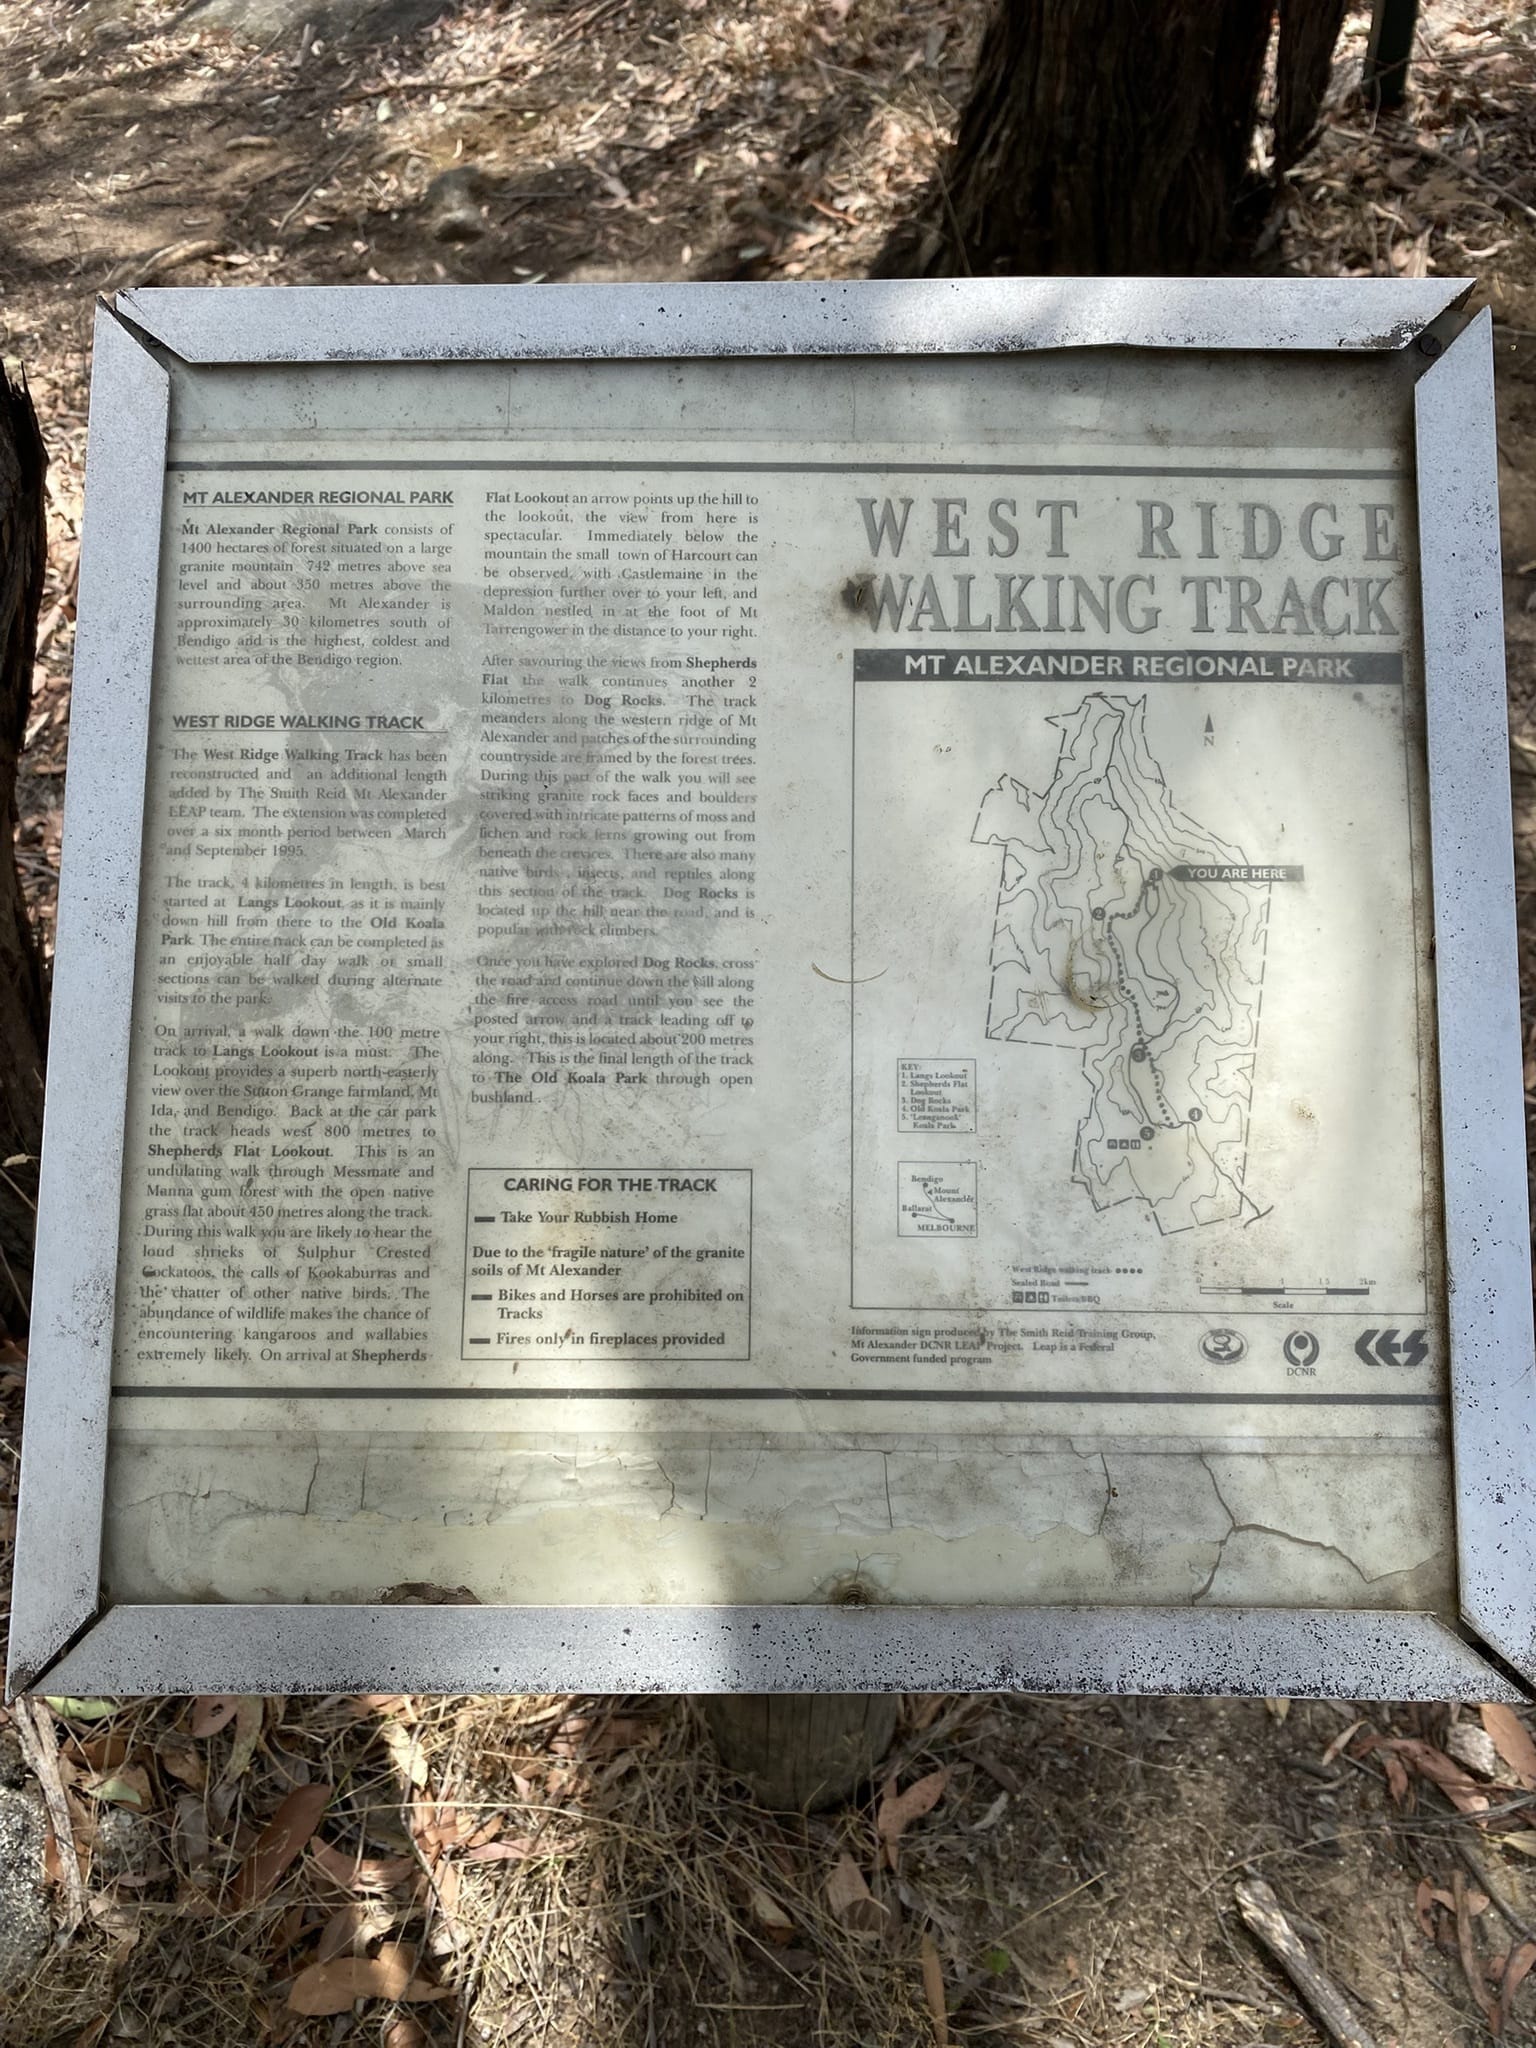 MT ALEXANDER REGIONAL PARK
Mt Alexander Regional Park consists of
1400 hectares of forest situated on a large
granite mountain 742 metres above sea
level and about 350 metres above the
surrounding area. Mt Alexander is
approximately 30 kilometres south of
Bendigo and is the highest, coldest and
wettest area of the Bendigo region.
WEST RIDGE WALKING TRACK
The West Ridge Walking Track has been
reconstructed and an additional length
added by The Smith Reid Mt Alexander
LEAP team. The extension was completed
over a six month period between March
and September 1995.
The track, 4 kilometres in length, is best
started at Langs Lookout, as it is mainly
down hill from there to the Old Koala
Park. The entire track can be completed as
an enjoyable half day walk or small
sections can be walked during alternate
visits to the park.
On arrival, a walk down the 100 metre
track to Langs Lookout is a must. The
Lookout provides a superb north-easterly
view over the Sutton Grange farmland, Mt
Ida, and Bendigo. Back at the car park
the track heads west 800 metres to
Shepherds Flat Lookout. This is an
undulating walk through Messmate and
Manna gum forest with the open native
grass flat about 450 metres along the track.
During this walk you are likely to hear the
loud shrieks of Sulphur Crested
Cockatoos, the calls of Kookaburras and
the chatter of other native birds. The
abundance of wildlife makes the chance of
encountering kangaroos and wallabies
extremely likely. On arrival at Shepherds
Flat Lookout an arrow points up the hill to
the lookout, the view from here is
spectacular. Immediately below the
mountain the small town of Harcourt can
be observed, with Castlemaine in the
depression further over to your left, and
Maldon nestled in at the foot of Mt
Tarrengower in the distance to your right.
After savouring the views from Shepherds
Flat the walk continues another 2
kilometres to Dog Rocks. The track
meanders along the western ridge of Mt
Alexander and patches of the surrounding
countryside are framed by the forest trees.
During this part of the walk you will see
striking granite rock faces and boulders
covered with intricate patterns of moss and
lichen and rock ferns growing out from
beneath the crevices. There are also many
native birds , insects, and reptiles along
this section of the track. Dog Rocks is
located up the hill near the road, and is
popular with rock climbers.
Once you have explored Dog Rocks, cross
the road and continue down the hill along
the fire access road until you see the
posted arrow and a track leading off to
your right, this is located about 200 metres
along. This is the final length of the track
to The Old Koala Park through open
bushland .
CARING FOR THE TRACK
Take Your Rubbish Home
Due to the 'fragile nature' of the granite
soils of Mt Alexander
Bikes and Horses are prohibited on
Tracks
Fires only in fireplaces provided
WEST RIDGE
WALKING TRACK
MT ALEXANDER REGIONAL PARK
N
1 YOU ARE HERE
2
3
4
5
KEY:
1. Langs Lookout
2. Shepherds Flat
Lookout
3. Dog Rocks
4. Old Koala Park
5. 'Leanganook'
Koala Park
Bendigo
Mount
Alexander
Ballarat
MELBOURNE
West Ridge walking track
Sealed Road
Toilets/BBQ
1.5 2km
Scale
Information sign produced by The Smith Reid Training Group,
Mt Alexander DCNR LEAP Project. Leap is a Federal
Government funded program
DCNR
CES